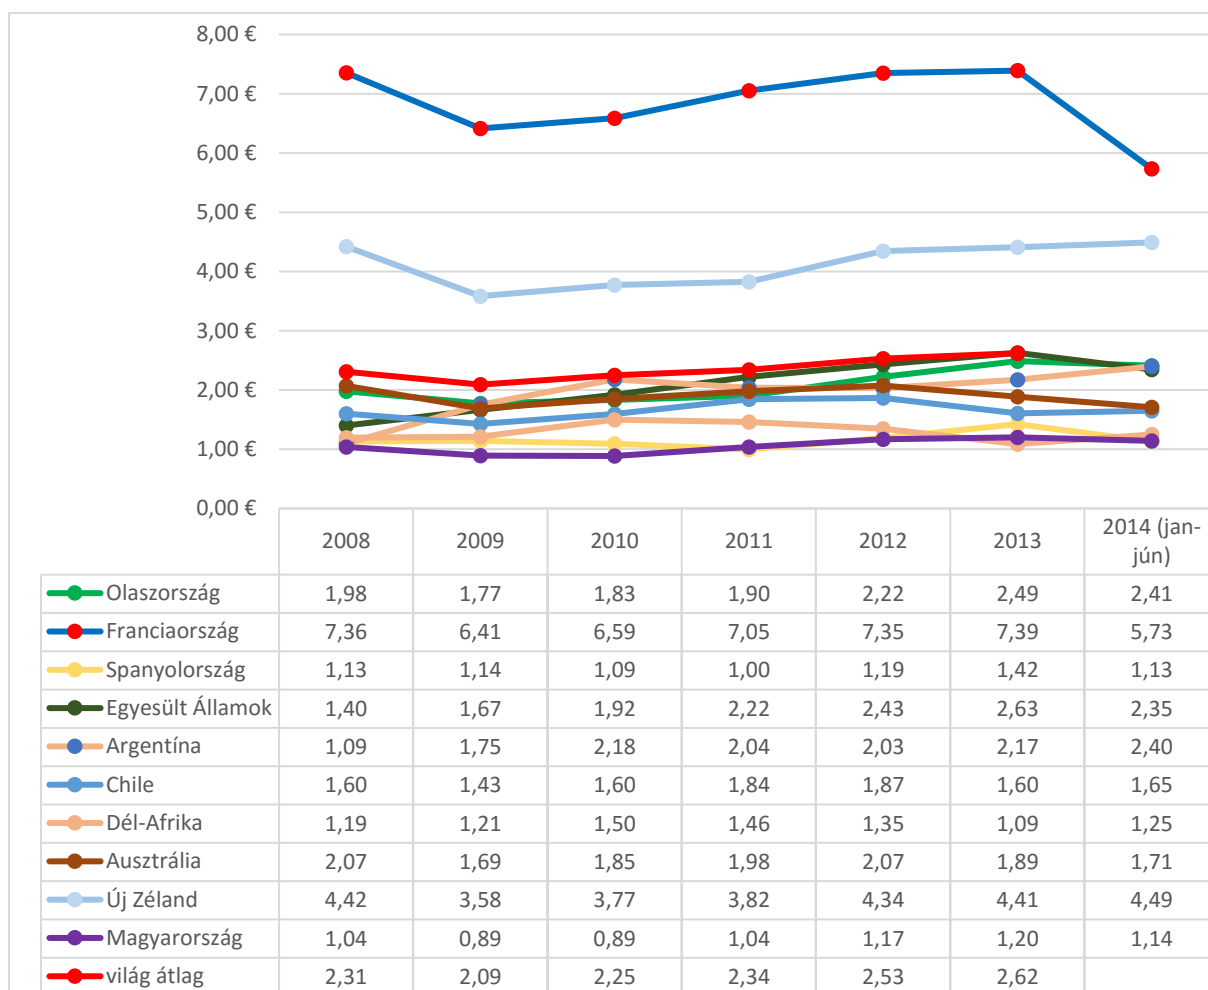 8,00 €
7,00 €
6,00 €
5,00 €
4,00 €
3,00 €
2,00 €
1,00 €
0,00 €
2008 2009 2010 2011 2012 2013 2014 (jan-
jún)
Olaszország 1,98 1,77 1,83 1,90 2,22 2,49 2,41
Franciaország 7,36 6,41 6,59 7,05 7,35 7,39 5,73
Spanyolország 1,13 1,14 1,09 1,00 1,19 1,42 1,13
Egyesült Államok 1,40 1,67 1,92 2,22 2,43 2,63 2,35
Argentína 1,09 1,75 2,18 2,04 2,03 2,17 2,40
Chile 1,60 1,43 1,60 1,84 1,87 1,60 1,65
Dél-Afrika 1,19 1,21 1,50 1,46 1,35 1,09 1,25
Ausztrália 2,07 1,69 1,85 1,98 2,07 1,89 1,71
Új Zéland 4,42 3,58 3,77 3,82 4,34 4,41 4,49
Magyarország 1,04 0,89 0,89 1,04 1,17 1,20 1,14
világ átlag 2,31 2,09 2,25 2,34 2,53 2,62